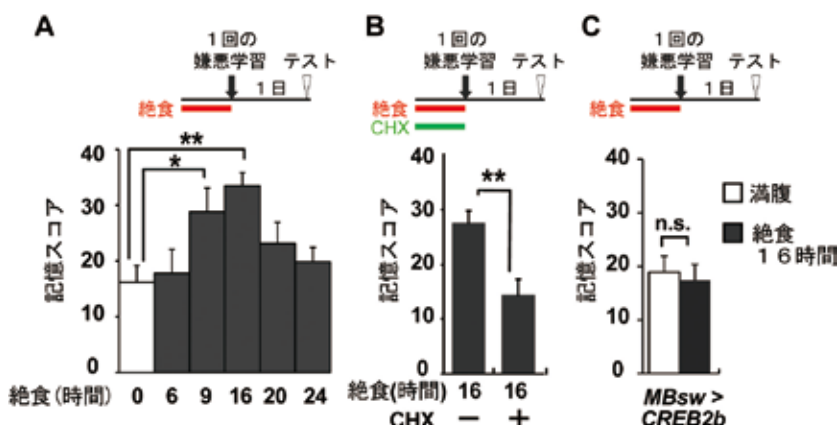 A
1回の
嫌悪学習 テスト
1日
絶食
**
*
40
30
20
10
0
記憶スコア
絶食(時間) 0 6 9 16 20 24
B
1回の
嫌悪学習 テスト
1日
絶食
CHX
**
40
30
20
10
0
記憶スコア
絶食(時間) 16 16
CHX － ＋
C
1回の
嫌悪学習 テスト
1日
絶食
40
30
20
10
0
記憶スコア
n.s.
満腹
絶食
16時間
MBsw >
CREB2b